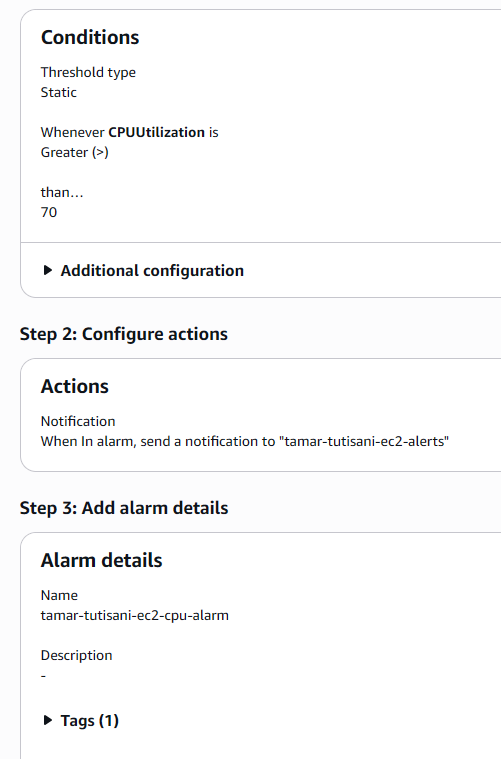 Conditions
Threshold type
Static
Whenever CPUUtilization is
Greater (>)
than...
70
Additional configuration
Step 2: Configure actions
Actions
Notification
When In alarm, send a notification to "tamar-tutisani-ec2-alerts"
Step 3: Add alarm details
Alarm details
Name
tamar-tutisani-ec2-cpu-alarm
Description
-
Tags (1)